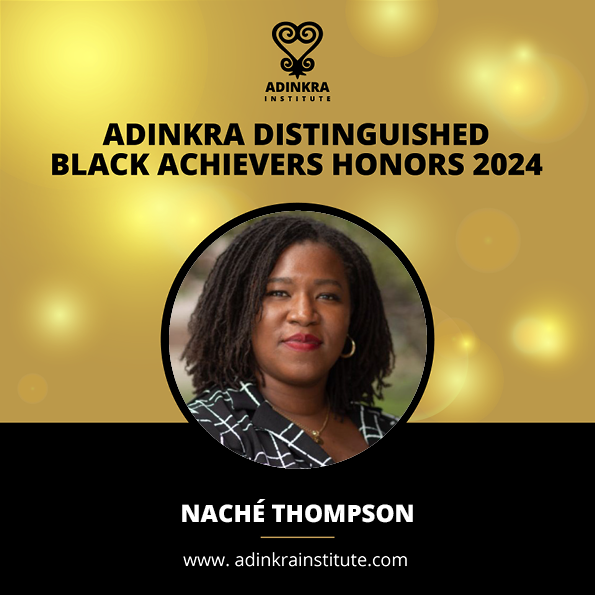 ADINKRA
INSTITUTE
ADINKRA DISTINGUISHED
BLACK ACHIEVERS HONORS 2024
NACHÉ THOMPSON
www. adinkrainstitute.com